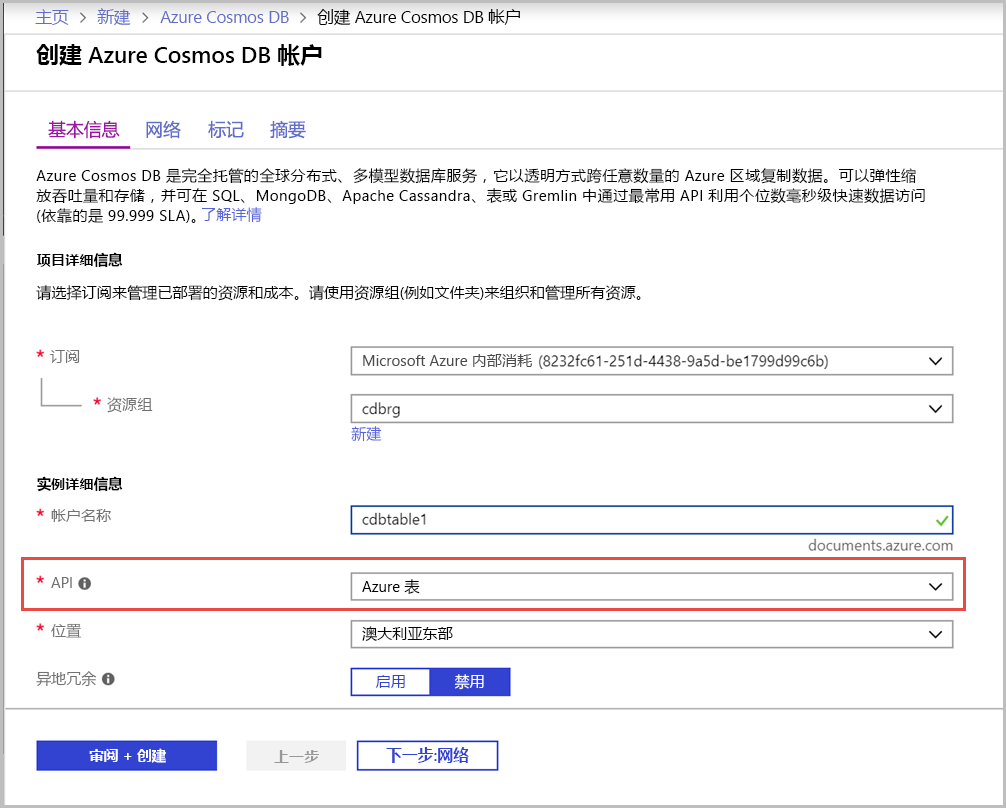 主页 > 新建 > Azure Cosmos DB > 创建 Azure Cosmos DB 帐户
创建 Azure Cosmos DB 帐户
基本信息 网络 标记 摘要
Azure Cosmos DB 是完全托管的全球分布式、多模型数据库服务，它以透明方式跨任意数量的 Azure 区域复制数据。可以弹性缩
放吞吐量和存储，并可在 SQL、MongoDB、Apache Cassandra、表或 Gremlin 中通过最常用 API 利用个位数毫秒级快速数据访问
(依靠的是 99.999 SLA)。了解详情
项目详细信息
请选择订阅来管理已部署的资源和成本。请使用资源组(例如文件夹)来组织和管理所有资源。
* 订阅 Microsoft Azure 内部消耗 (8232fc61-251d-4438-9a5d-be1799d99c6b)
* 资源组 cdbrg
新建
实例详细信息
* 帐户名称 cdbtable1
documents.azure.com
* API Azure 表
* 位置 澳大利亚东部
异地冗余 启用 禁用
审阅 + 创建 上一步 下一步:网络